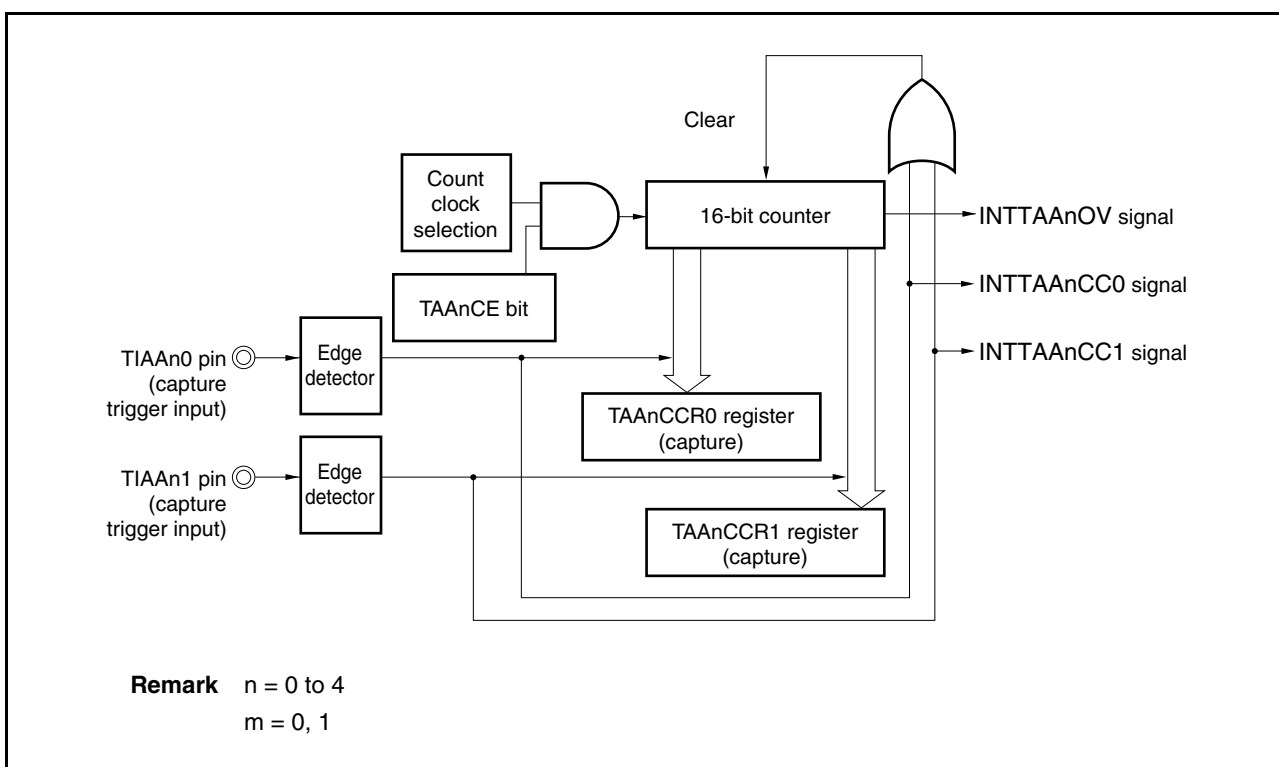 Clear
Count
clock
selection
16-bit counter
INTTAAnOV signal
TAAnCE bit
INTTAAnCC0 signal
TIAAn0 pin
(capture
trigger input)
Edge
detector
INTTAAnCC1 signal
TAAnCCR0 register
(capture)
TIAAn1 pin
(capture
trigger input)
Edge
detector
TAAnCCR1 register
(capture)
Remark n = 0 to 4
m = 0, 1